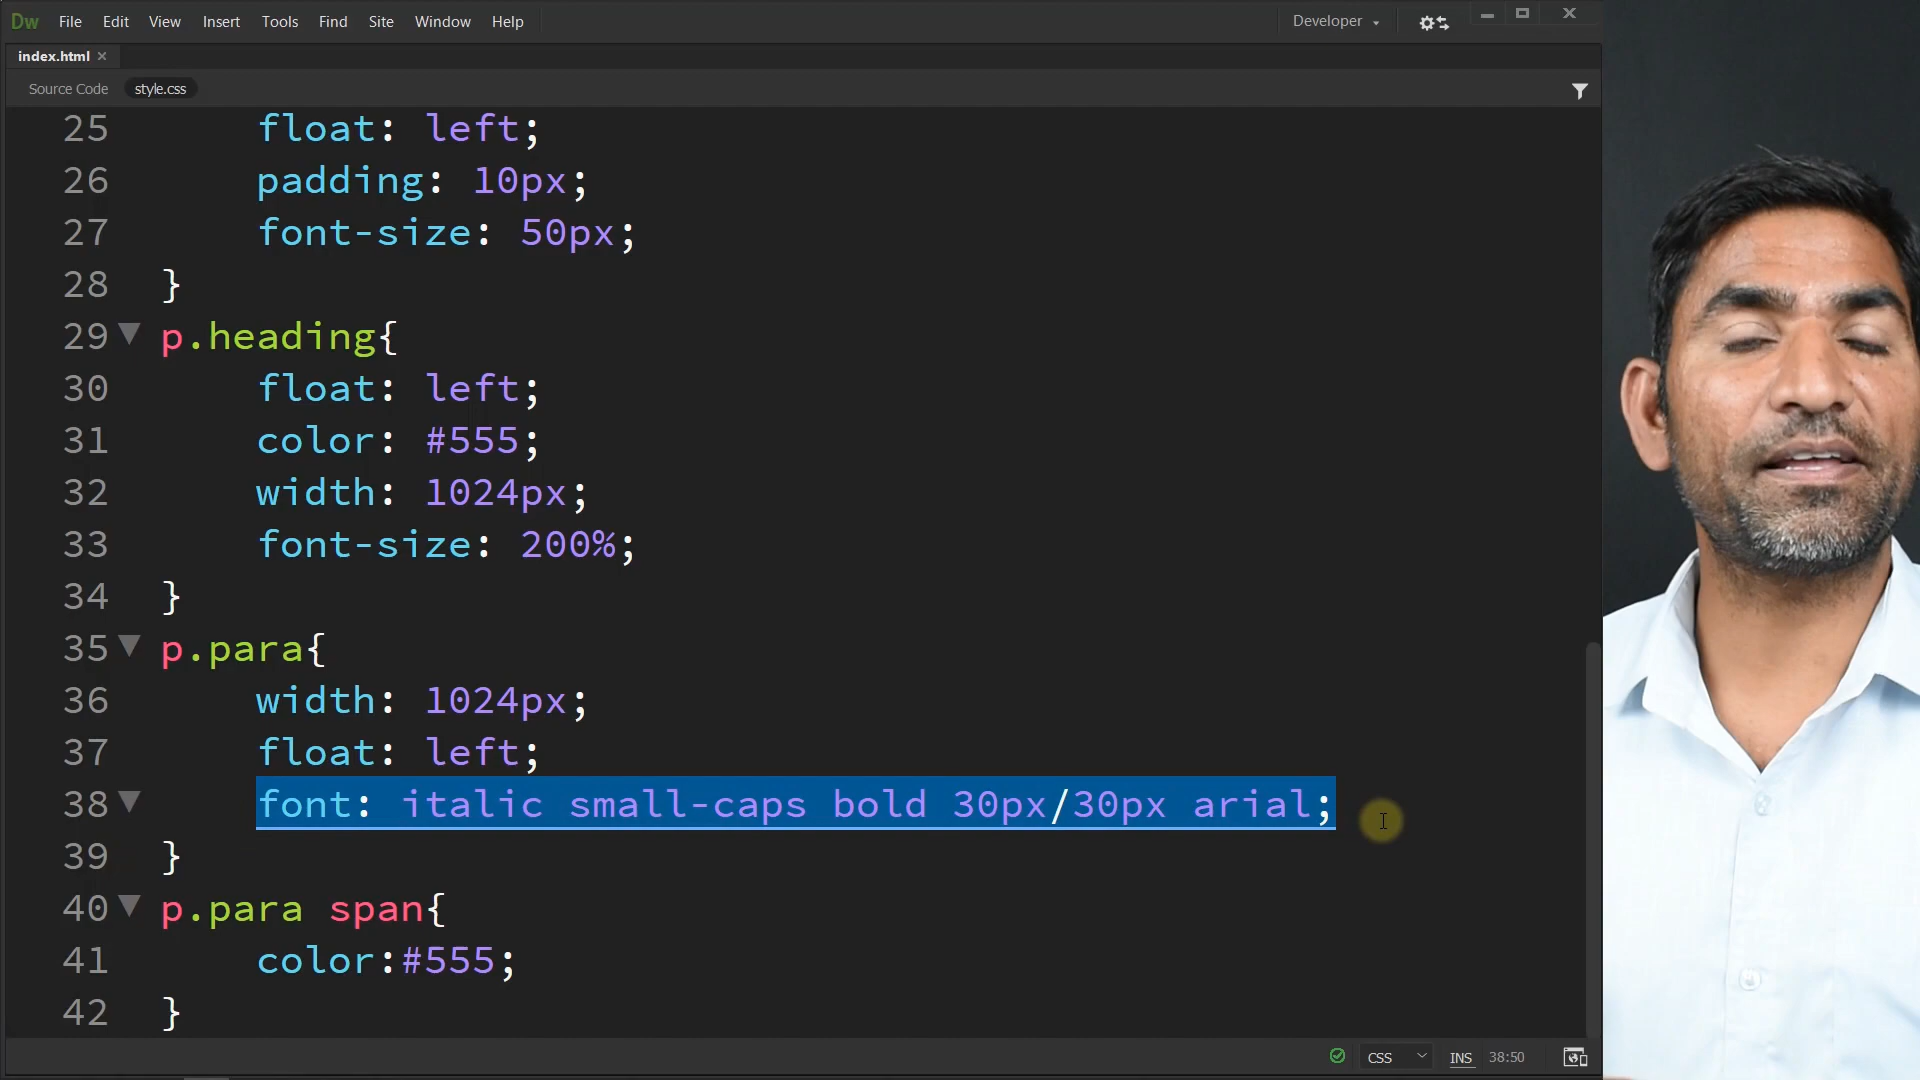 Dw File Edit View Insert Tools Find Site Window Help Developer
index.html
Source Code style.css
25 float: left;
26 padding: 10px;
27 font-size: 50px;
28 }
29 p.heading{
30 float: left;
31 color: #555;
32 width: 1024px;
33 font-size: 200%;
34 }
35 p.para{
36 width: 1024px;
37 float: left;
38 font: italic small-caps bold 30px/30px arial;
39 }
40 p.para span{
41 color:#555;
42 }
CSS INS 38:50